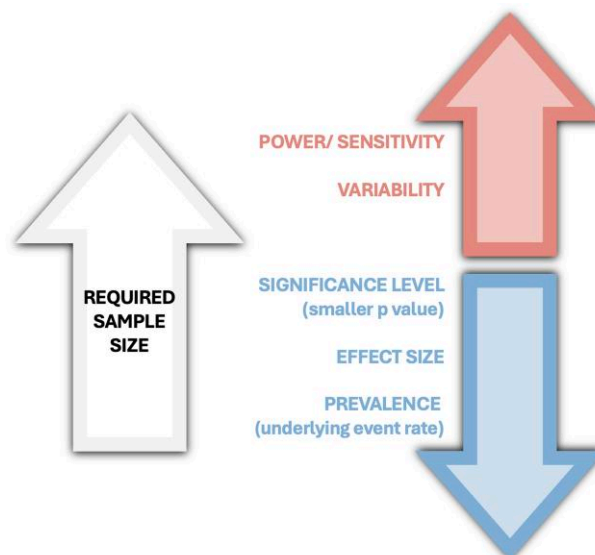 POWER/ SENSITIVITY
VARIABILITY
REQUIRED
SAMPLE
SIZE
SIGNIFICANCE LEVEL
(smaller p value)
EFFECT SIZE
PREVALENCE
(underlying event rate)